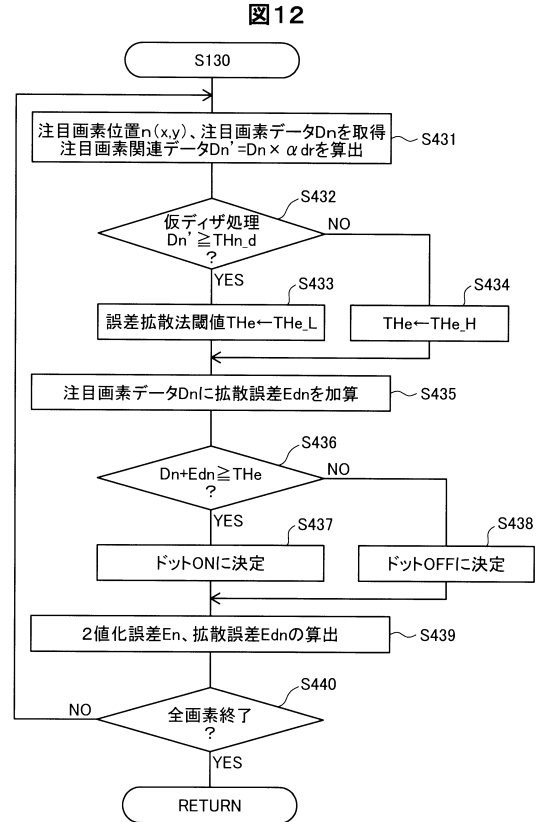 図12
S130
注目画素位置n(x,y)、注目画素データDnを取得
注目画素関連データDn'=Dn×αdrを算出
S431
S432
仮ディザ処理
Dn'≧THn_d
?
NO
YES
S433
S434
誤差拡散法閾値THe←THe_L
THe←THe_H
注目画素データDnに拡散誤差Ednを加算
S435
S436
Dn+Edn≧THe
?
NO
YES
S437
S438
ドットONに決定
ドットOFFに決定
2値化誤差En、拡散誤差Ednの算出
S439
S440
NO
全画素終了
?
YES
RETURN